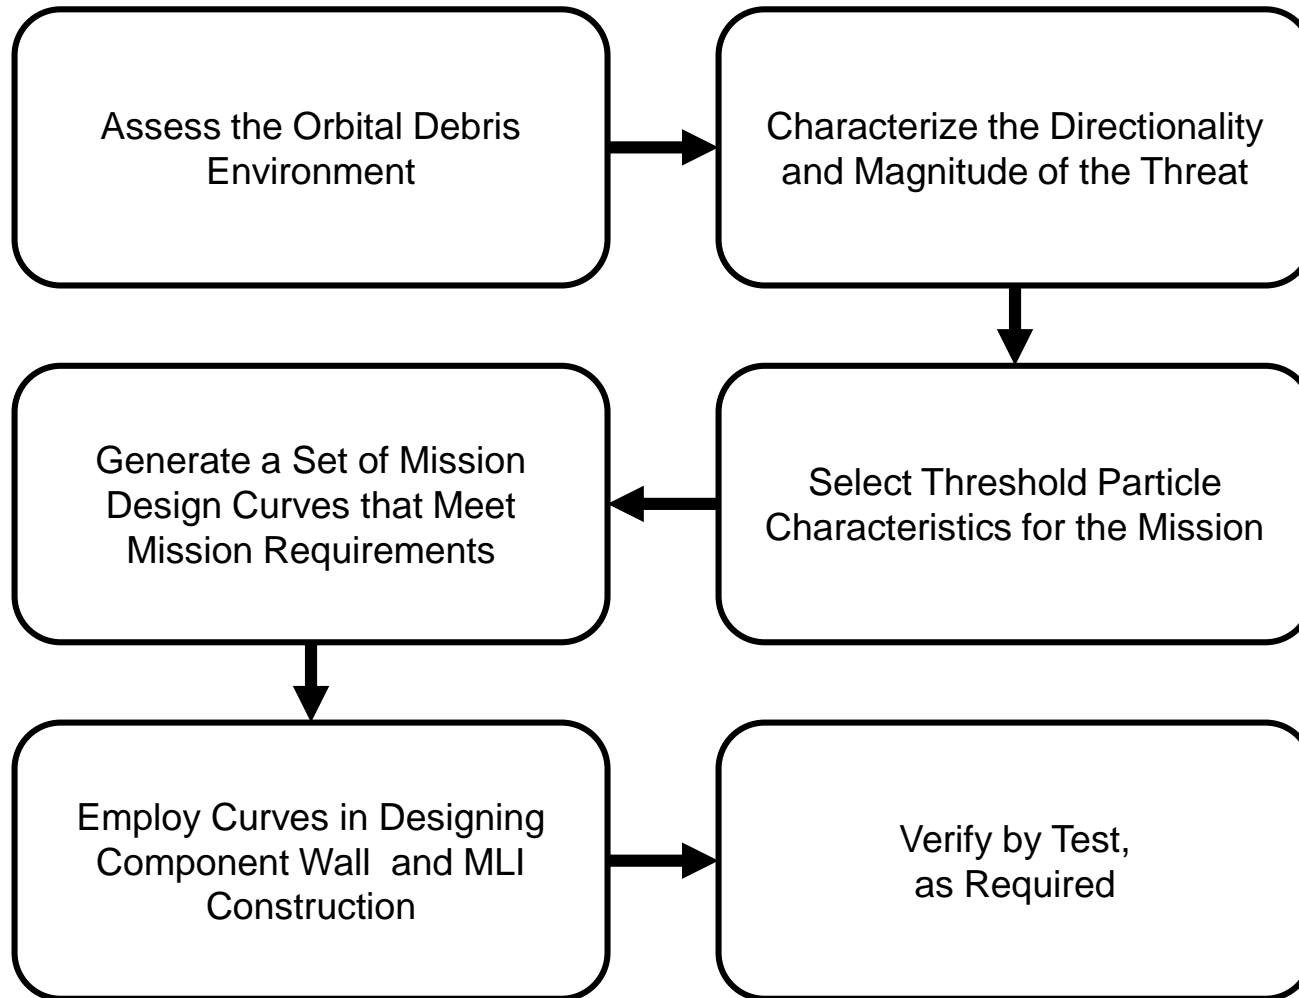 Assess the Orbital Debris
Environment
Characterize the Directionality
and Magnitude of the Threat
Select Threshold Particle
Characteristics for the Mission
Generate a Set of Mission
Design Curves that Meet
Mission Requirements
Employ Curves in Designing
Component Wall  and MLI
Construction
Verify by Test,
as Required